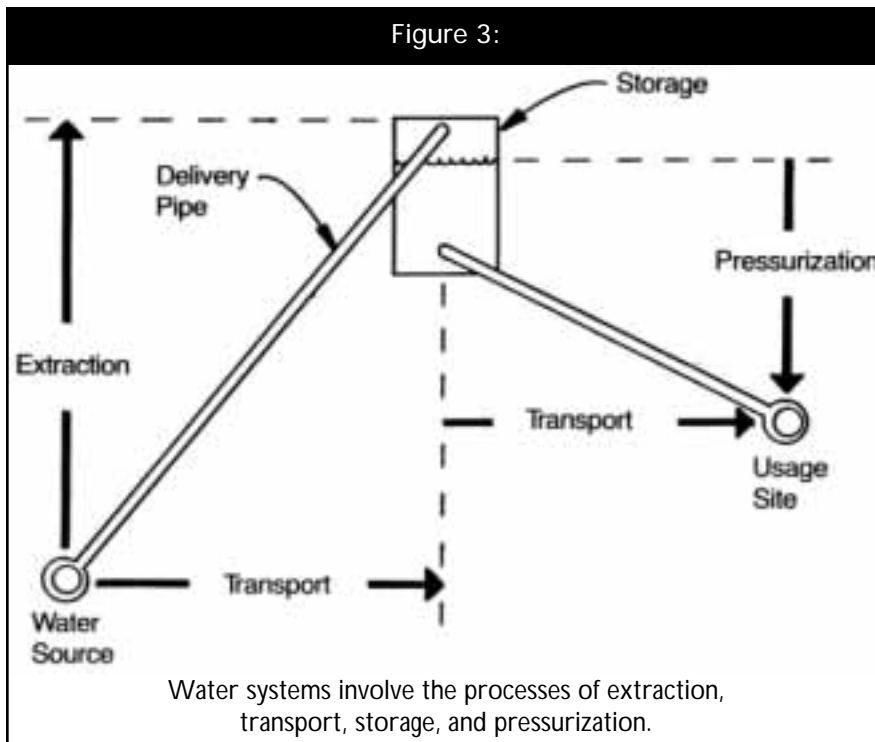 Figure 3:
Storage
Delivery
Pipe
Pressurization
Extraction
Transport
Usage
Site
Transport
Water
Source
Water systems involve the processes of extraction,
transport, storage, and pressurization.